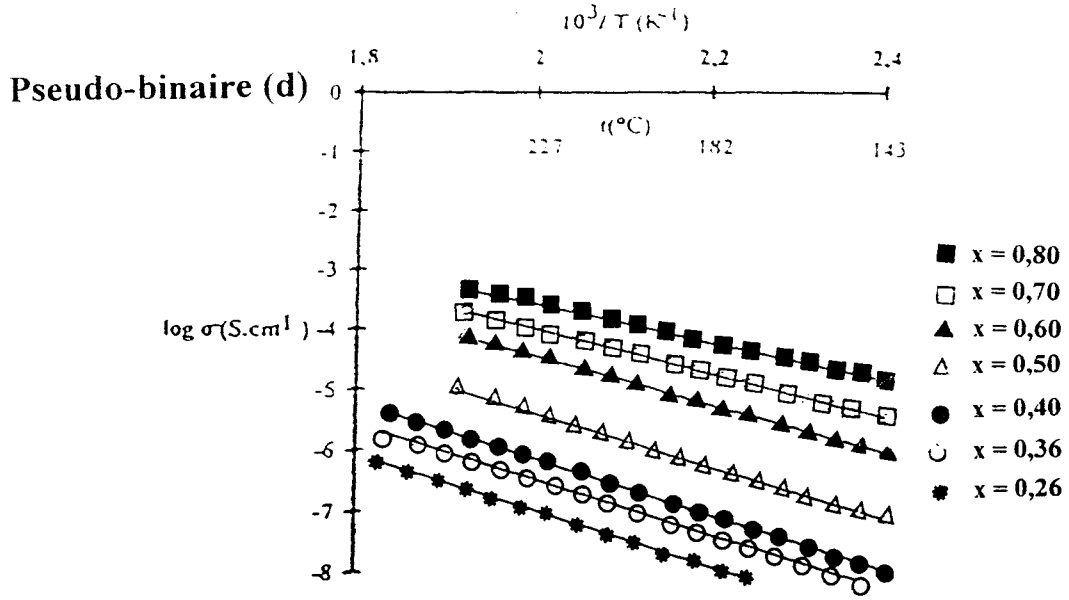 10³/ T (K⁻¹)
1,8 2 2,2 2,4
Pseudo-binaire (d) 0
t(°C)
-1 227 182 143
-2
-3
x = 0,80
x = 0,70
log σ(S.cm¹) -4
x = 0,60
x = 0,50
-5
x = 0,40
-6
x = 0,36
x = 0,26
-7
-8